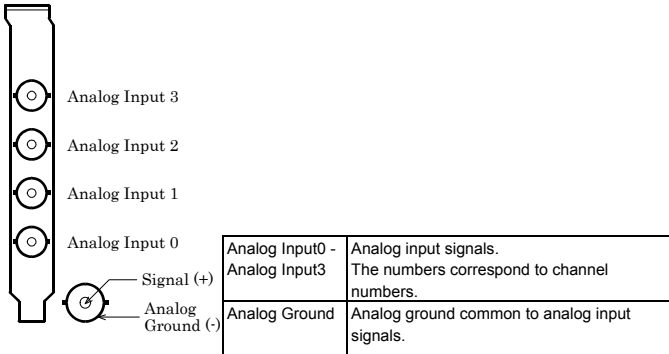 Analog Input 3
Analog Input 2
Analog Input 1
Analog Input 0
Signal (+)
Analog
Ground (-)
Analog Input0 -
Analog Input3
Analog input signals.
The numbers correspond to channel
numbers.
Analog Ground
Analog ground common to analog input
signals.